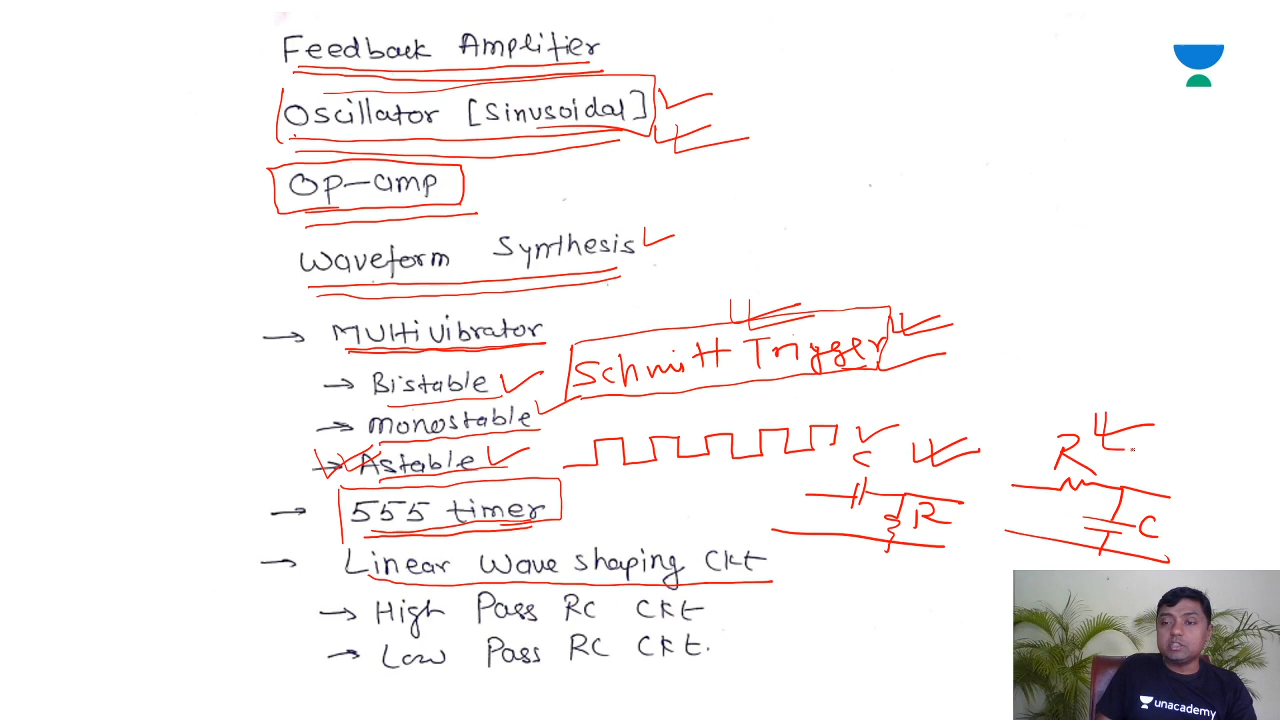 Feedback Amplifier
Oscillator [Sinusoidal]
Op-amp
Waveform Synthesis
→ Multivibrator
Schmitt Trigger
→ Bistable
→ monostable
→ Astable
C
R
R
C
→ 555 timer
→ Linear Wave shaping Ckt
→ High Pass RC CKt
→ Low Pass RC CKt.
unacademy